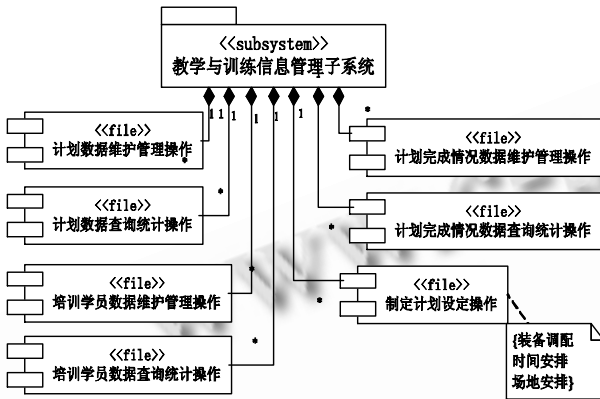 <<subsystem>>
教学与训练信息管理子系统
1 1 1 1 1 1
*
<<file>>
计划数据维护管理操作
*
<<file>>
计划完成情况数据维护管理操作
<<file>>
计划数据查询统计操作
*
<<file>>
计划完成情况数据查询统计操作
*
<<file>>
培训学员数据维护管理操作
*
<<file>>
制定计划设定操作
*
<<file>>
培训学员数据查询统计操作
*
{装备调配
时间安排
场地安排}